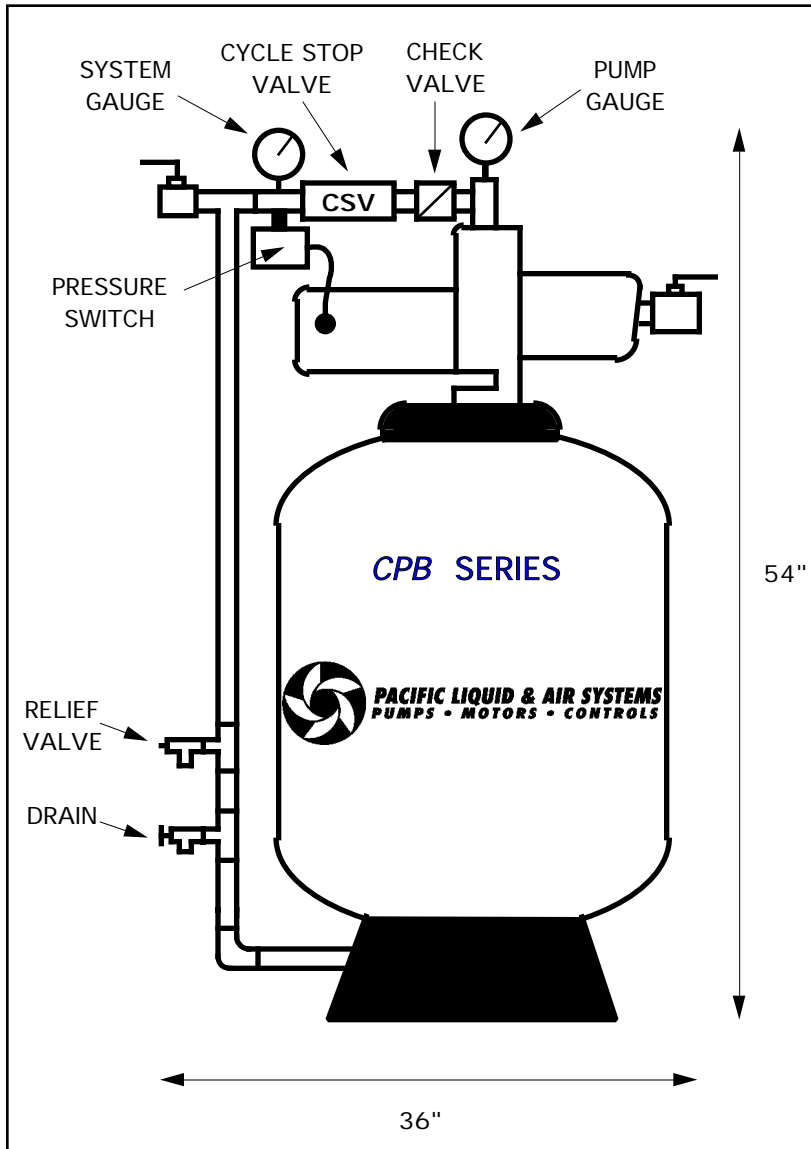 SYSTEM
GAUGE
CYCLE STOP
VALVE
CHECK
VALVE
PUMP
GAUGE
CSV
PRESSURE
SWITCH
CPB SERIES
54"
PACIFIC LIQUID & AIR SYSTEMS
PUMPS • MOTORS • CONTROLS
RELIEF
VALVE
DRAIN
36"